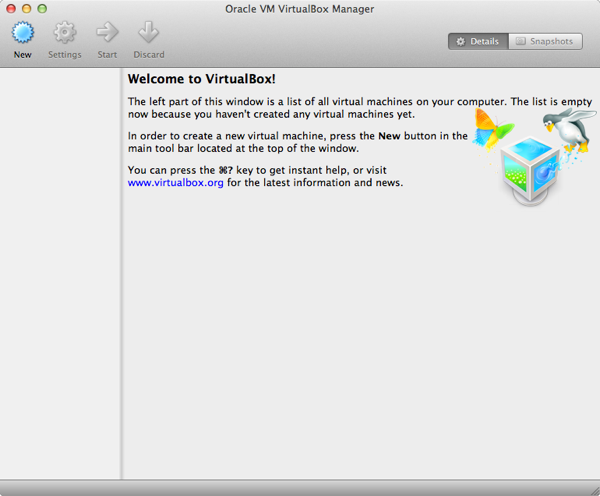 Oracle VM VirtualBox Manager
New Settings Start Discard
Details Snapshots
Welcome to VirtualBox!
The left part of this window is a list of all virtual machines on your computer. The list is empty
now because you haven't created any virtual machines yet.
In order to create a new virtual machine, press the New button in the
main tool bar located at the top of the window.
You can press the ⌘? key to get instant help, or visit
www.virtualbox.org for the latest information and news.